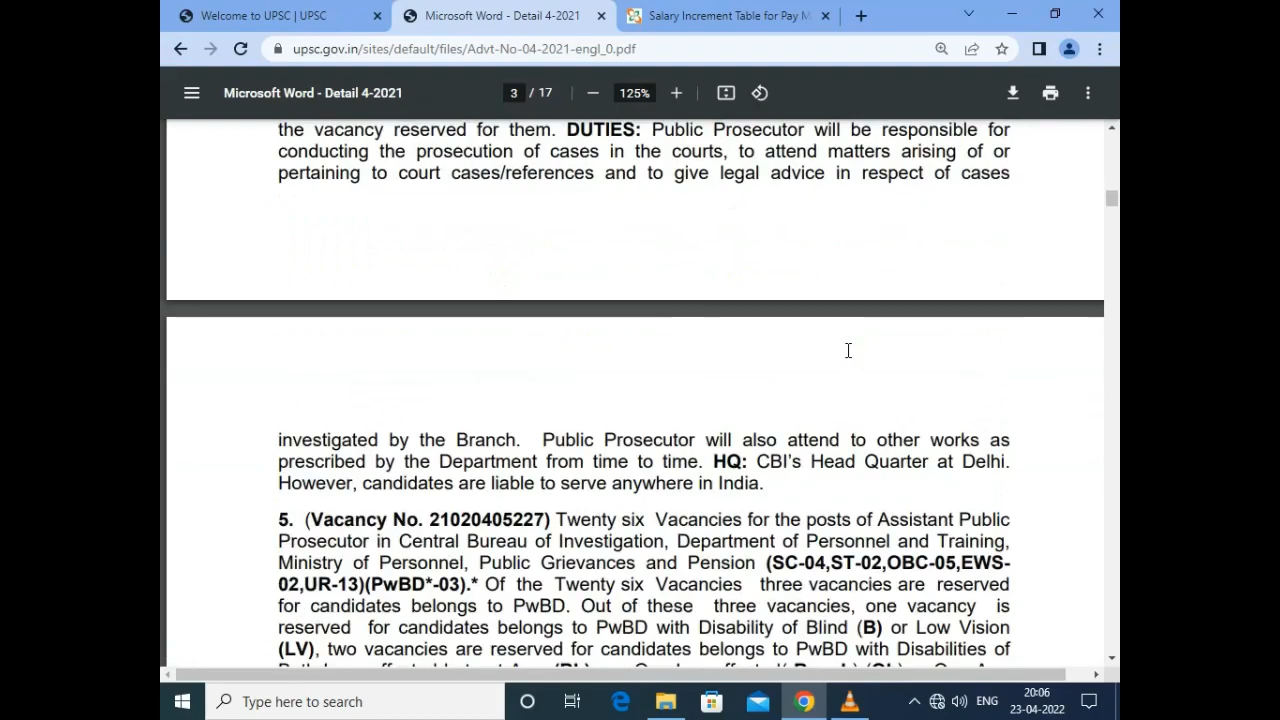 Welcome to UPSC | UPSC
Microsoft Word - Detail 4-2021
Salary Increment Table for Pay M
upsc.gov.in/sites/default/files/Advt-No-04-2021-engl_0.pdf
Microsoft Word - Detail 4-2021
3 / 17
125%
the vacancy reserved for them. DUTIES: Public Prosecutor will be responsible for
conducting the prosecution of cases in the courts, to attend matters arising of or
pertaining to court cases/references and to give legal advice in respect of cases
investigated by the Branch. Public Prosecutor will also attend to other works as
prescribed by the Department from time to time. HQ: CBI's Head Quarter at Delhi.
However, candidates are liable to serve anywhere in India.
5. (Vacancy No. 21020405227) Twenty six Vacancies for the posts of Assistant Public
Prosecutor in Central Bureau of Investigation, Department of Personnel and Training,
Ministry of Personnel, Public Grievances and Pension (SC-04,ST-02,OBC-05,EWS-
02,UR-13)(PwBD*-03).* Of the Twenty six Vacancies three vacancies are reserved
for candidates belongs to PwBD. Out of these three vacancies, one vacancy is
reserved for candidates belongs to PwBD with Disability of Blind (B) or Low Vision
(LV), two vacancies are reserved for candidates belongs to PwBD with Disabilities of
Type here to search
ENG
20:06
23-04-2022